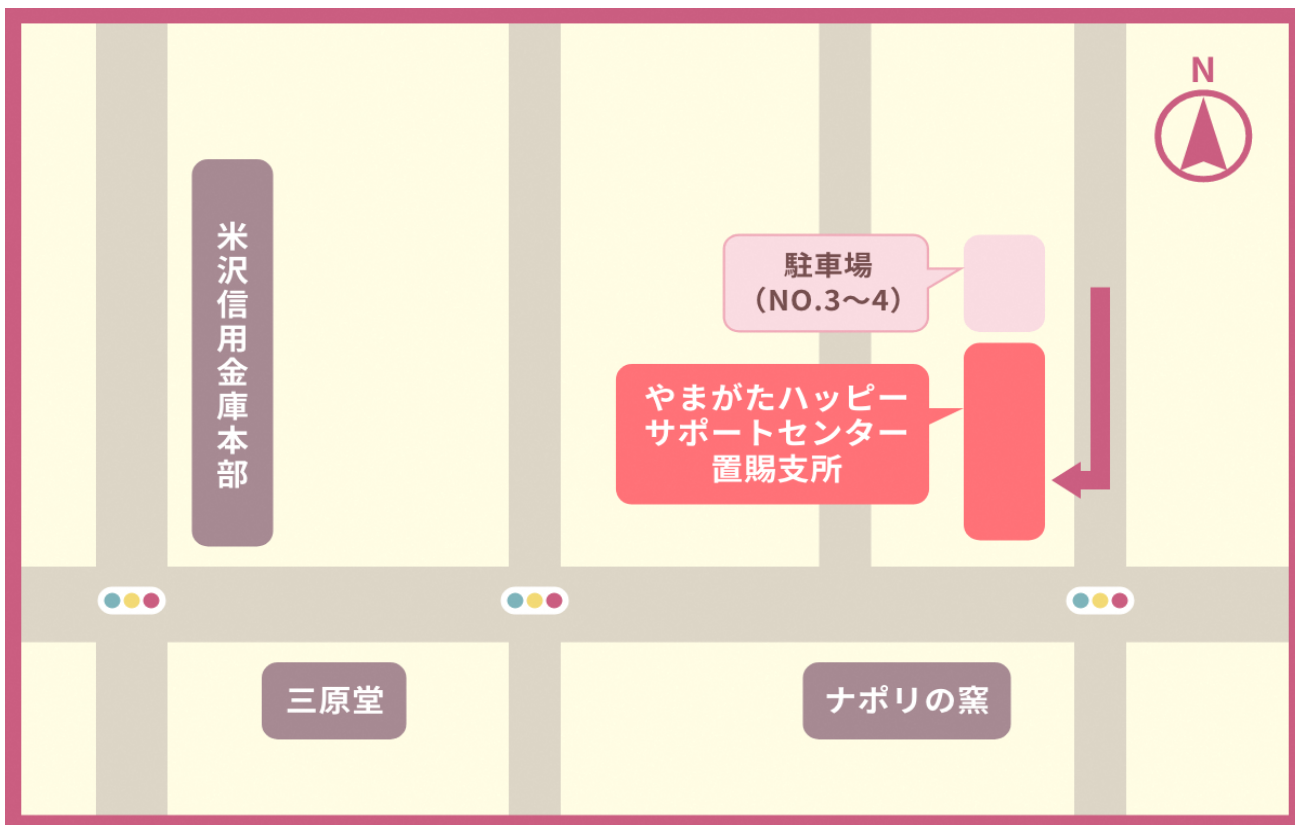 N
米沢信用金庫本部
駐車場
（NO.3〜4）
やまがたハッピー
サポートセンター
置賜支所
三原堂
ナポリの窯